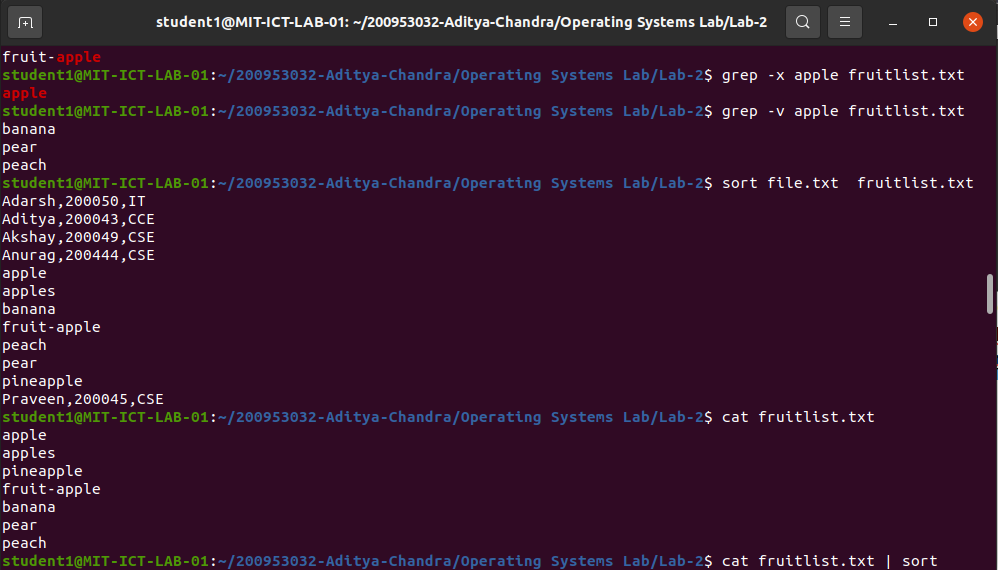 student1@MIT-ICT-LAB-01: ~/200953032-Aditya-Chandra/Operating Systems Lab/Lab-2
fruit-apple
student1@MIT-ICT-LAB-01:~/200953032-Aditya-Chandra/Operating Systems Lab/Lab-2$ grep -x apple fruitlist.txt
apple
student1@MIT-ICT-LAB-01:~/200953032-Aditya-Chandra/Operating Systems Lab/Lab-2$ grep -v apple fruitlist.txt
banana
pear
peach
student1@MIT-ICT-LAB-01:~/200953032-Aditya-Chandra/Operating Systems Lab/Lab-2$ sort file.txt  fruitlist.txt
Adarsh,200050,IT
Aditya,200043,CCE
Akshay,200049,CSE
Anurag,200444,CSE
apple
apples
banana
fruit-apple
peach
pear
pineapple
Praveen,200045,CSE
student1@MIT-ICT-LAB-01:~/200953032-Aditya-Chandra/Operating Systems Lab/Lab-2$ cat fruitlist.txt
apple
apples
pineapple
fruit-apple
banana
pear
peach
student1@MIT-ICT-LAB-01:~/200953032-Aditya-Chandra/Operating Systems Lab/Lab-2$ cat fruitlist.txt | sort